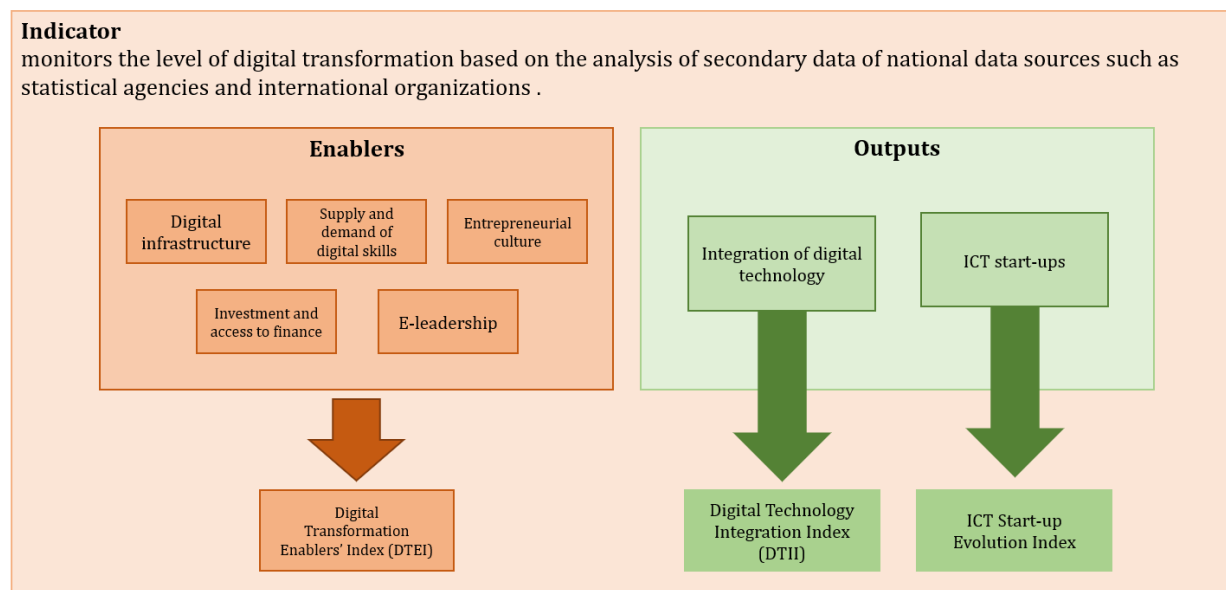 Indicator
monitors the level of digital transformation based on the analysis of secondary data of national data sources such as
statistical agencies and international organizations .
Enablers
Digital
infrastructure
Supply and
demand of
digital skills
Entrepreneurial
culture
Investment and
access to finance
E-leadership
Digital
Transformation
Enablers' Index (DTEI)
Outputs
Integration of digital
technology
ICT start-ups
Digital Technology
Integration Index
(DTII)
ICT Start-up
Evolution Index